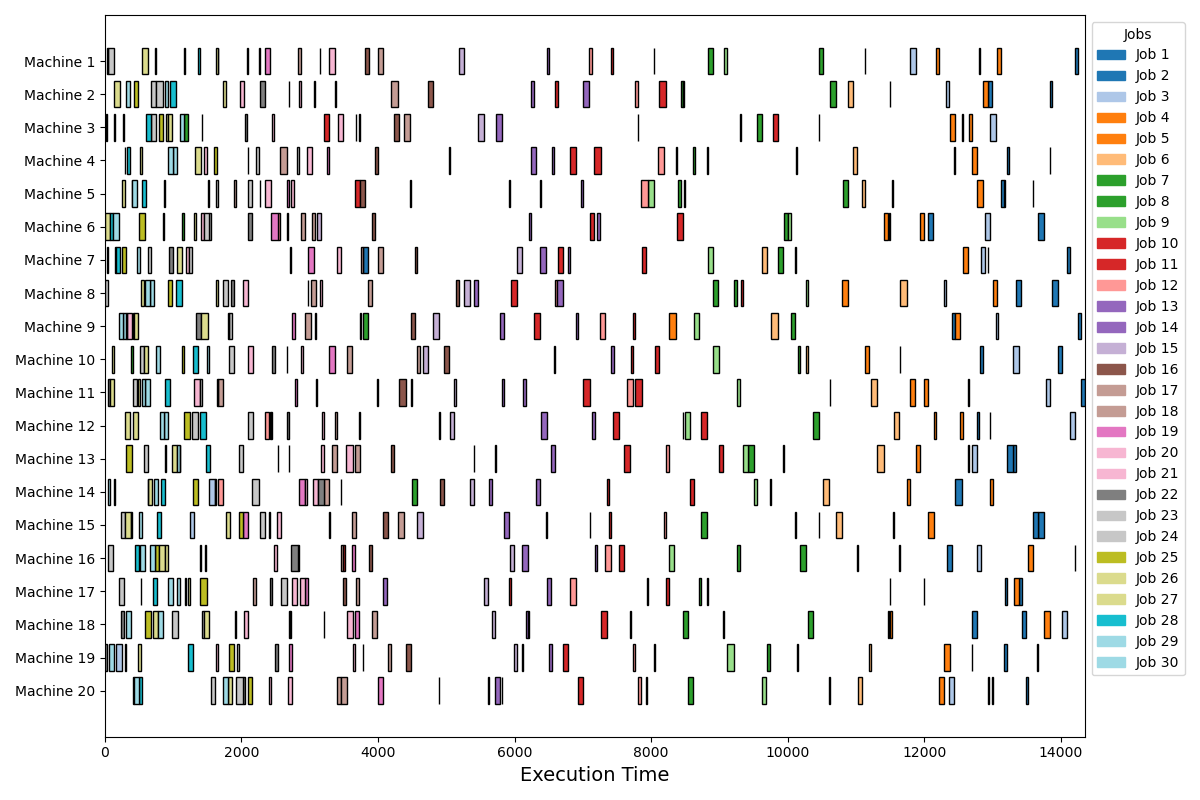 Machine 1
Machine 2
Machine 3
Machine 4
Machine 5
Machine 6
Machine 7
Machine 8
Machine 9
Machine 10
Machine 11
Machine 12
Machine 13
Machine 14
Machine 15
Machine 16
Machine 17
Machine 18
Machine 19
Machine 20
0 2000 4000 6000 8000 10000 12000 14000
Execution Time
Jobs
Job 1
Job 2
Job 3
Job 4
Job 5
Job 6
Job 7
Job 8
Job 9
Job 10
Job 11
Job 12
Job 13
Job 14
Job 15
Job 16
Job 17
Job 18
Job 19
Job 20
Job 21
Job 22
Job 23
Job 24
Job 25
Job 26
Job 27
Job 28
Job 29
Job 30